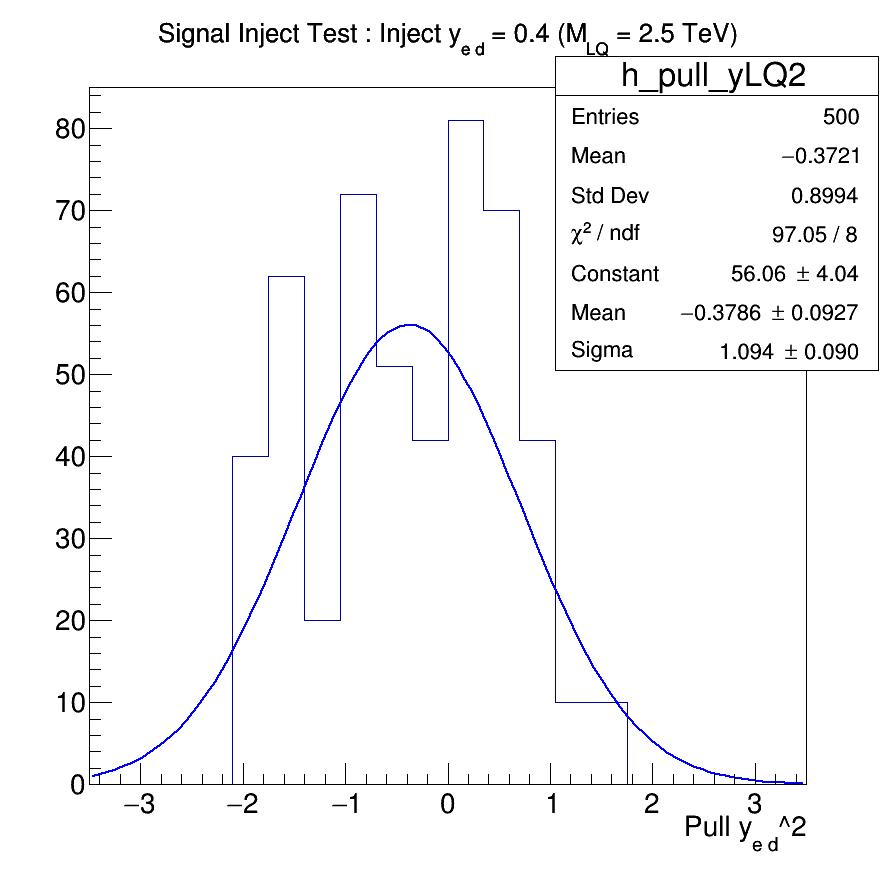 Signal Inject Test : Inject y_{e d} = 0.4 (M_{LQ} = 2.5 TeV)
h_pull_yLQ2
Entries 500
Mean −0.3721
Std Dev 0.8994
χ² / ndf 97.05 / 8
Constant 56.06 ± 4.04
Mean −0.3786 ± 0.0927
Sigma 1.094 ± 0.090
80
70
60
50
40
30
20
10
0
−3 −2 −1 0 1 2 3
Pull y_{e d}^2